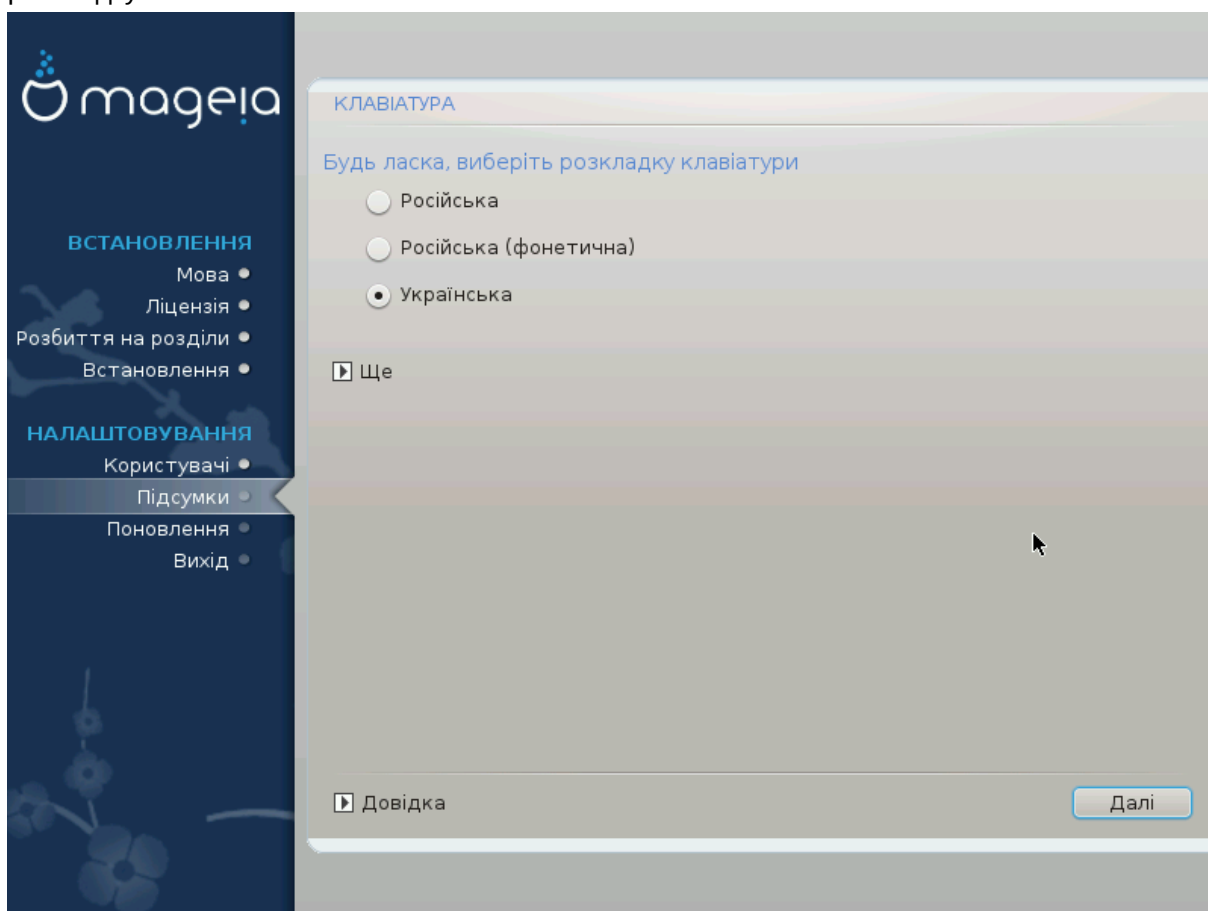 mageia
КЛАВІАТУРА
Будь ласка, виберіть розкладку клавіатури
Російська
Російська (фонетична)
Українська
Ще
ВСТАНОВЛЕННЯ
Мова
Ліцензія
Розбиття на розділи
Встановлення
НАЛАШТОВУВАННЯ
Користувачі
Підсумки
Поновлення
Вихід
Довідка
Далі